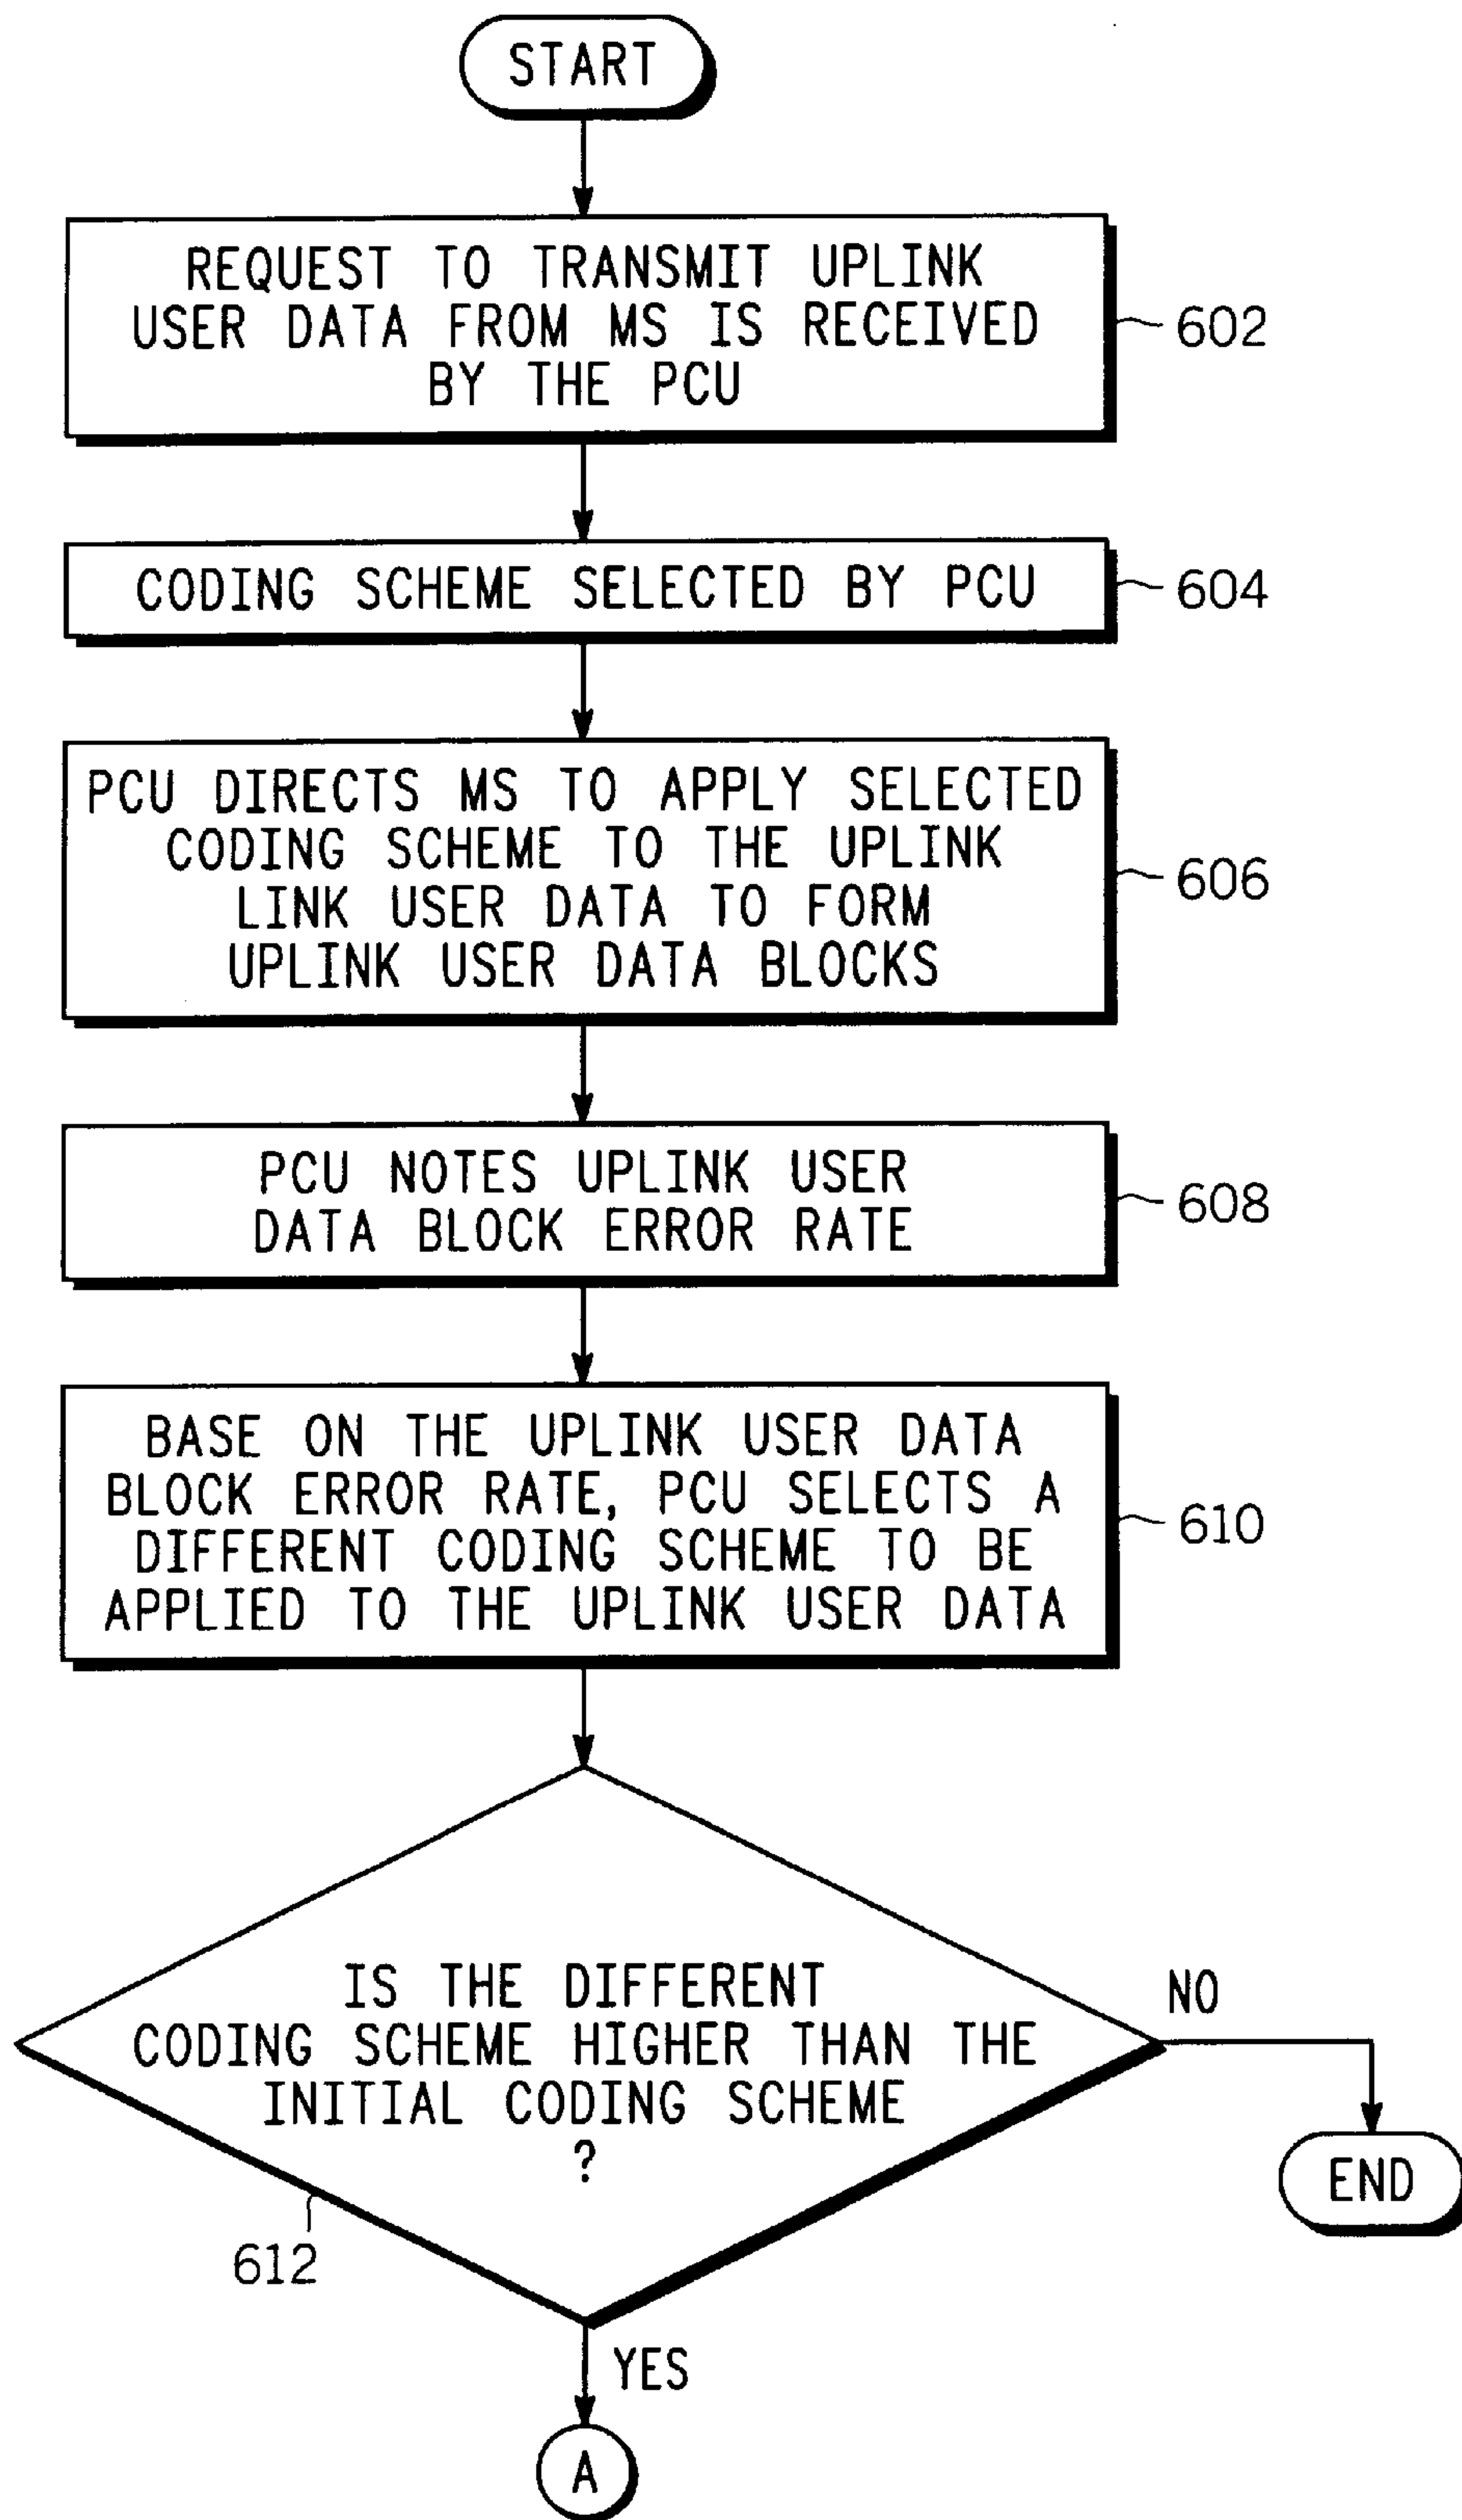 START
REQUEST TO TRANSMIT UPLINK
USER DATA FROM MS IS RECEIVED
BY THE PCU
602
CODING SCHEME SELECTED BY PCU
604
PCU DIRECTS MS TO APPLY SELECTED
CODING SCHEME TO THE UPLINK
LINK USER DATA TO FORM
UPLINK USER DATA BLOCKS
606
PCU NOTES UPLINK USER
DATA BLOCK ERROR RATE
608
BASE ON THE UPLINK USER DATA
BLOCK ERROR RATE, PCU SELECTS A
DIFFERENT CODING SCHEME TO BE
APPLIED TO THE UPLINK USER DATA
610
IS THE DIFFERENT
CODING SCHEME HIGHER THAN THE
INITIAL CODING SCHEME
?
NO
END
612
YES
A